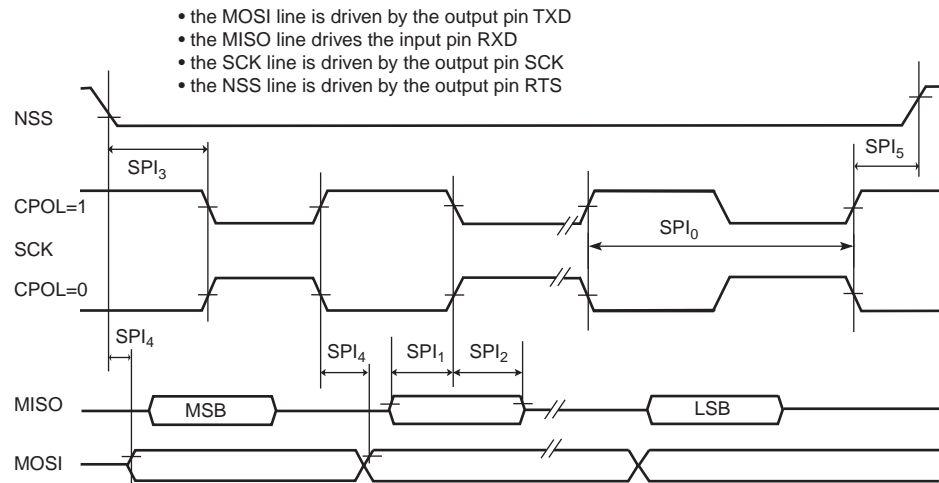 • the MOSI line is driven by the output pin TXD
• the MISO line drives the input pin RXD
• the SCK line is driven by the output pin SCK
• the NSS line is driven by the output pin RTS
NSS
SPI₃
SPI₅
CPOL=1
SCK
SPI₀
CPOL=0
SPI₄
SPI₄
SPI₁
SPI₂
MISO
MSB
LSB
MOSI